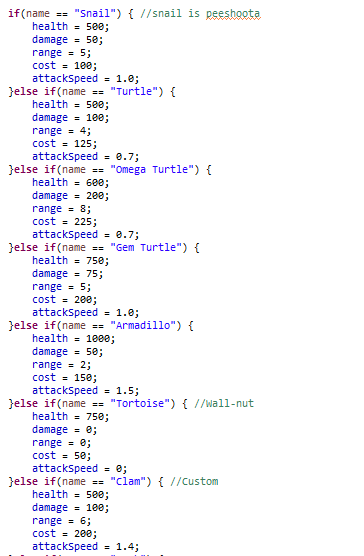 if(name == "Snail") { //snail is peeshoota
health = 500;
damage = 50;
range = 5;
cost = 100;
attackSpeed = 1.0;
}else if(name == "Turtle") {
health = 500;
damage = 100;
range = 4;
cost = 125;
attackSpeed = 0.7;
}else if(name == "Omega Turtle") {
health = 600;
damage = 200;
range = 8;
cost = 225;
attackSpeed = 0.7;
}else if(name == "Gem Turtle") {
health = 750;
damage = 75;
range = 5;
cost = 200;
attackSpeed = 1.0;
}else if(name == "Armadillo") {
health = 1000;
damage = 50;
range = 2;
cost = 150;
attackSpeed = 1.5;
}else if(name == "Tortoise") { //Wall-nut
health = 750;
damage = 0;
range = 0;
cost = 50;
attackSpeed = 0;
}else if(name == "Clam") { //Custom
health = 500;
damage = 100;
range = 6;
cost = 200;
attackSpeed = 1.4;